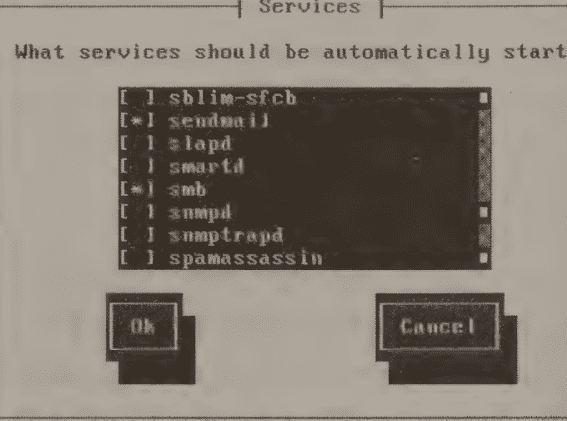 Services
What services should be automatically start
[ ] sblim-sfcb
[*] sendmail
[ ] slapd
[ ] smartd
[*] smb
[ ] snmpd
[ ] snmptrapd
[ ] spamassassin
Ok Cancel